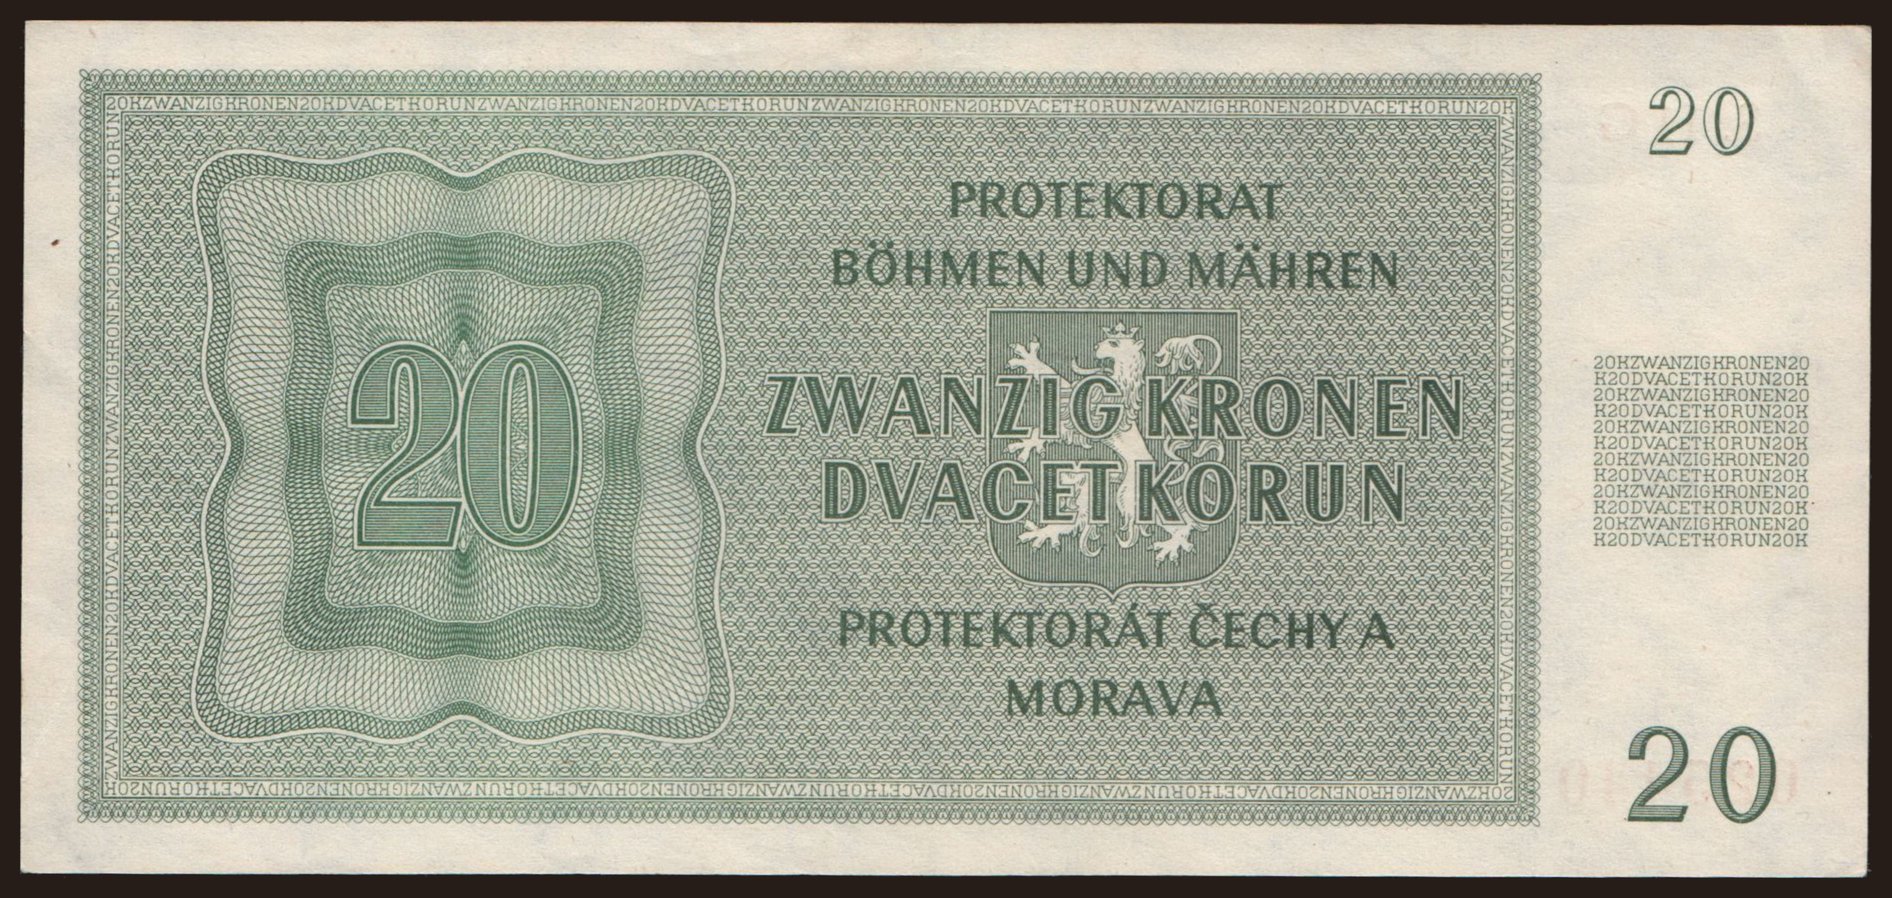 20KZWANZIGKRONEN20KDVACETKORUNZWANZIGKRONEN20KDVACETKORUNZWANZIGKRONEN20KDVACETKORUNZWANZIGKRONEN20KDVACETKORUN20K
20
PROTEKTORAT
BÖHMEN UND MÄHREN
20
ZWANZIG KRONEN
DVACET KORUN
PROTEKTORÁT ČECHY A
MORAVA
20KZWANZIGKRONEN20
K20DVACETKORUN20K
20KZWANZIGKRONEN20
K20DVACETKORUN20K
20KZWANZIGKRONEN20
K20DVACETKORUN20K
20KZWANZIGKRONEN20
K20DVACETKORUN20K
20KZWANZIGKRONEN20
K20DVACETKORUN20K
20KZWANZIGKRONEN20
K20DVACETKORUN20K
20